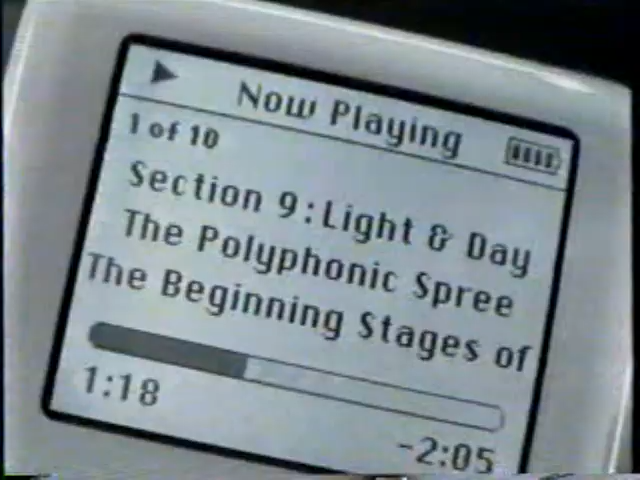 Now Playing
1 of 10
Section 9:Light & Day
The Polyphonic Spree
The Beginning Stages of
1:18
-2:05